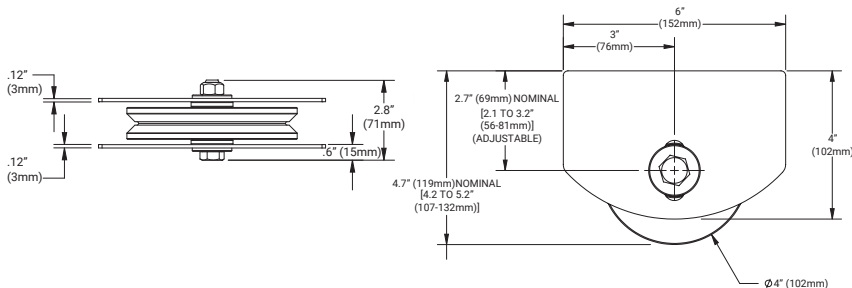 .12"
(3mm)
.12"
(3mm)
2.8"
(71mm)
.6" (15mm)
6"
(152mm)
3"
(76mm)
2.7" (69mm) NOMINAL
[2.1 TO 3.2"
(56-81mm)]
(ADJUSTABLE)
4"
(102mm)
4.7" (119mm) NOMINAL
[4.2 TO 5.2"
(107-132mm)]
Ø4" (102mm)